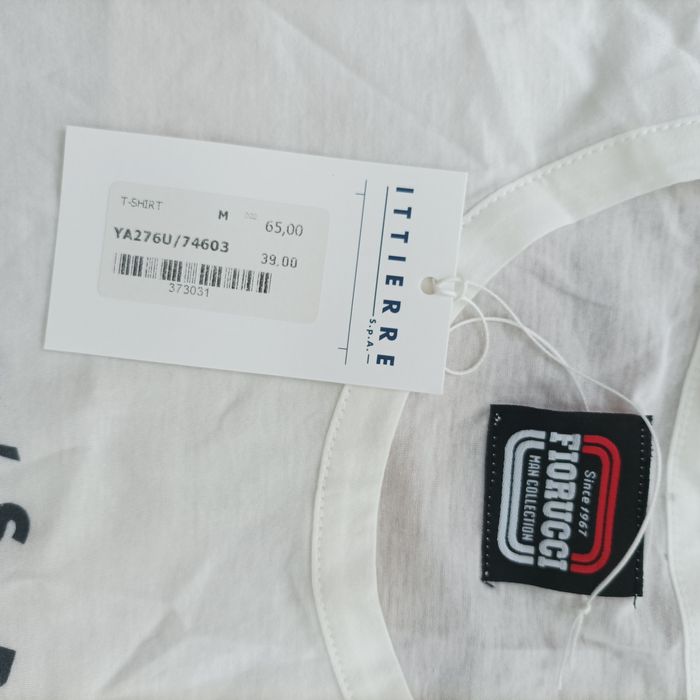 T-SHIRT M 65,00
YA276U/74603 39.00
373031
ITTIERRE
S.p.A.
Since 1967
FIORUCCI
MAN COLLECTION